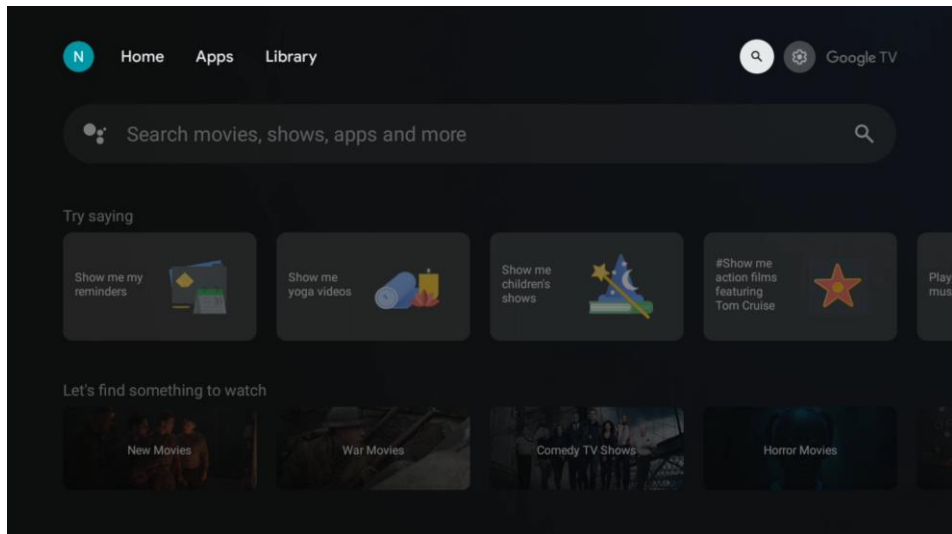 N Home Apps Library Google TV
Search movies, shows, apps and more
Try saying
Show me my
reminders
Show me
yoga videos
Show me
children's
shows
#Show me
action films
featuring
Tom Cruise
Play
mus
Let's find something to watch
New Movies
War Movies
Comedy TV Shows
Horror Movies